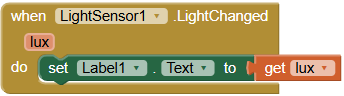 when LightSensor1 .LightChanged
lux
do set Label1 . Text to get lux